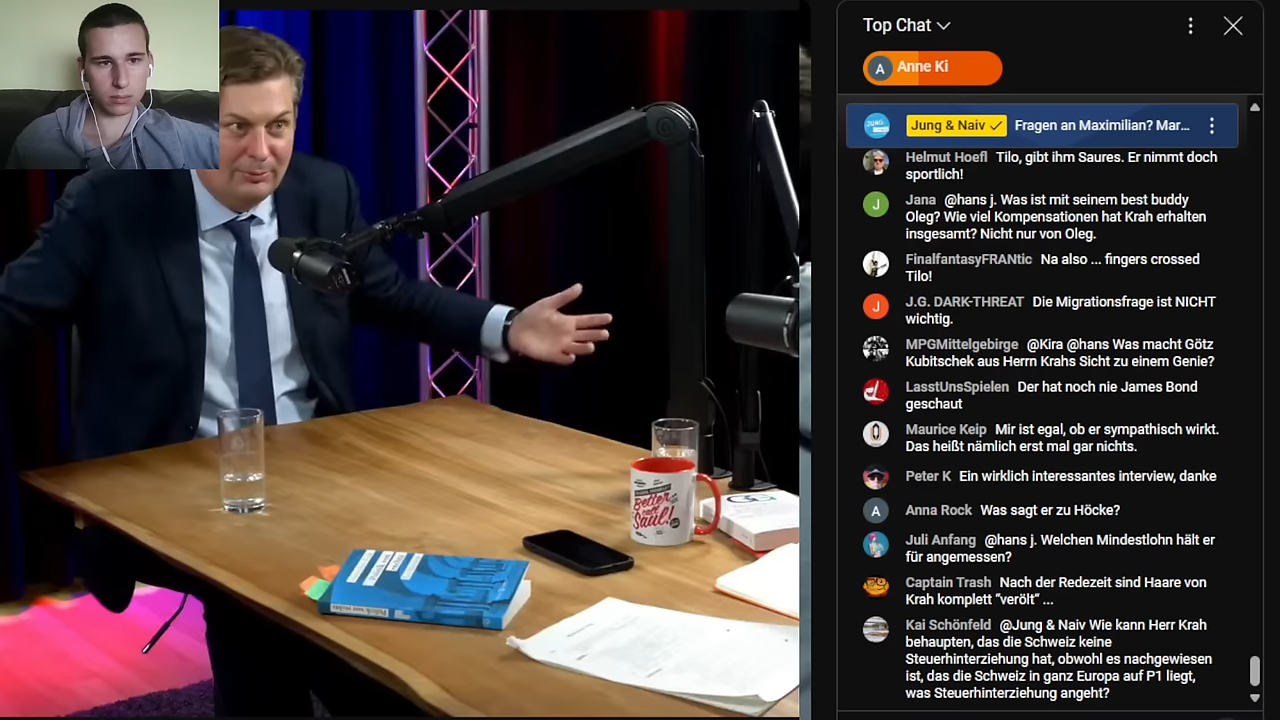 Top Chat
A Anne Ki
Jung & Naiv Fragen an Maximilian? Mar...
Helmut Hoefl Tilo, gibt ihm Saures. Er nimmt doch
sportlich!
J Jana @hans j. Was ist mit seinem best buddy
Oleg? Wie viel Kompensationen hat Krah erhalten
insgesamt? Nicht nur von Oleg.
FinalfantasyFRANtic Na also ... fingers crossed
Tilo!
J J.G. DARK-THREAT Die Migrationsfrage ist NICHT
wichtig.
MPGMittelgebirge @Kira @hans Was macht Götz
Kubitschek aus Herrn Krahs Sicht zu einem Genie?
LasstUnsSpielen Der hat noch nie James Bond
geschaut
Maurice Keip Mir ist egal, ob er sympathisch wirkt.
Das heißt nämlich erst mal gar nichts.
Peter K Ein wirklich interessantes interview, danke
A Anna Rock Was sagt er zu Höcke?
Juli Anfang @hans j. Welchen Mindestlohn hält er
für angemessen?
Captain Trash Nach der Redezeit sind Haare von
Krah komplett "verölt" ...
Kai Schönfeld @Jung & Naiv Wie kann Herr Krah
behaupten, das die Schweiz keine
Steuerhinterziehung hat, obwohl es nachgewiesen
ist, das die Schweiz in ganz Europa auf P1 liegt,
was Steuerhinterziehung angeht?
Better
call
Saul!